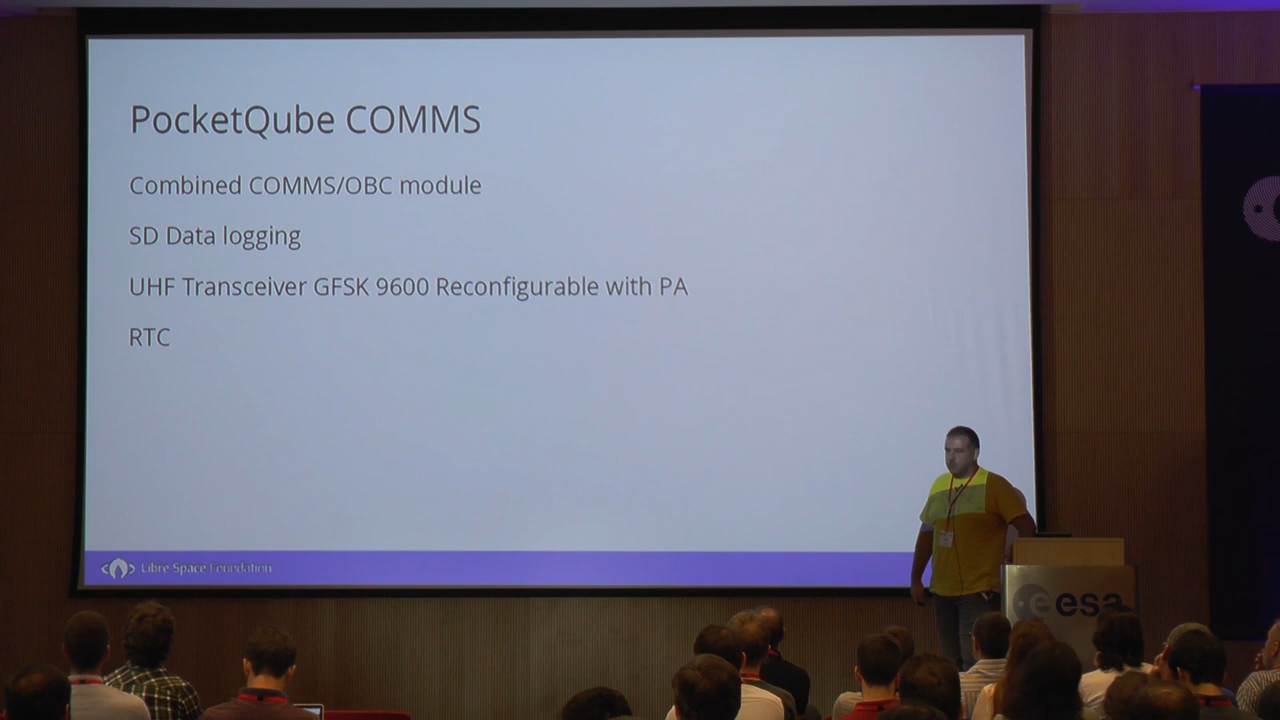 PocketQube COMMS
Combined COMMS/OBC module
SD Data logging
UHF Transceiver GFSK 9600 Reconfigurable with PA
RTC
Libre Space Foundation
esa